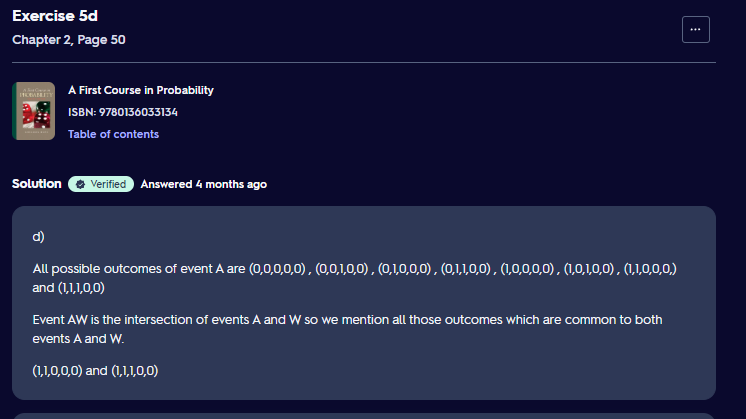 Exercise 5d
Chapter 2, Page 50
...
A First Course in Probability
ISBN: 9780136033134
Table of contents
Solution Verified Answered 4 months ago
d)
All possible outcomes of event A are (0,0,0,0,0) , (0,0,1,0,0) , (0,1,0,0,0) , (0,1,1,0,0) , (1,0,0,0,0) , (1,0,1,0,0) , (1,1,0,0,0,)
and (1,1,1,0,0)
Event AW is the intersection of events A and W so we mention all those outcomes which are common to both
events A and W.
(1,1,0,0,0) and (1,1,1,0,0)